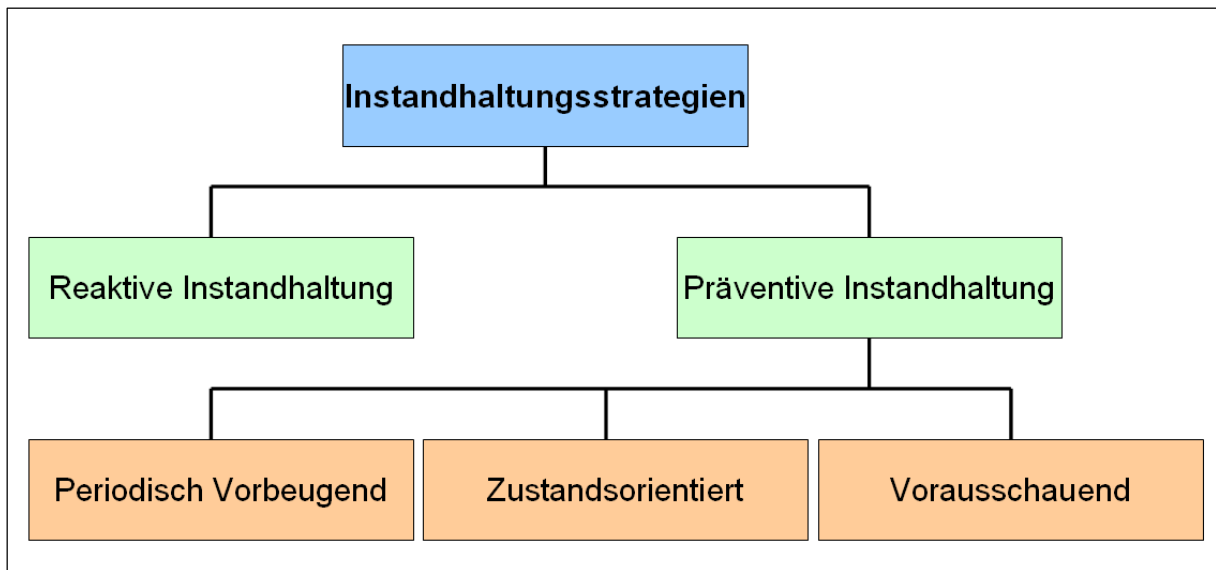 Instandhaltungsstrategien
Reaktive Instandhaltung
Präventive Instandhaltung
Periodisch Vorbeugend
Zustandsorientiert
Vorausschauend